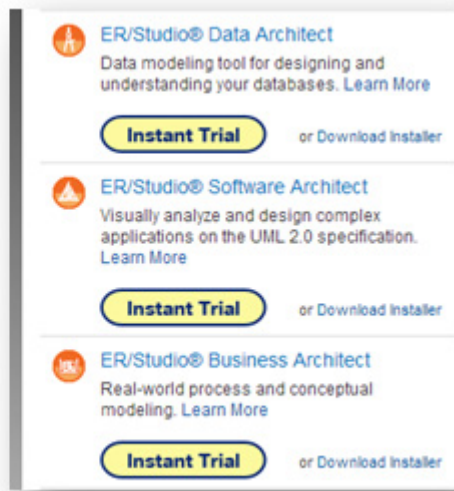 ER/Studio® Data Architect
Data modeling tool for designing and
understanding your databases. Learn More
Instant Trial or Download Installer
ER/Studio® Software Architect
Visually analyze and design complex
applications on the UML 2.0 specification.
Learn More
Instant Trial or Download Installer
ER/Studio® Business Architect
Real-world process and conceptual
modeling. Learn More
Instant Trial or Download Installer